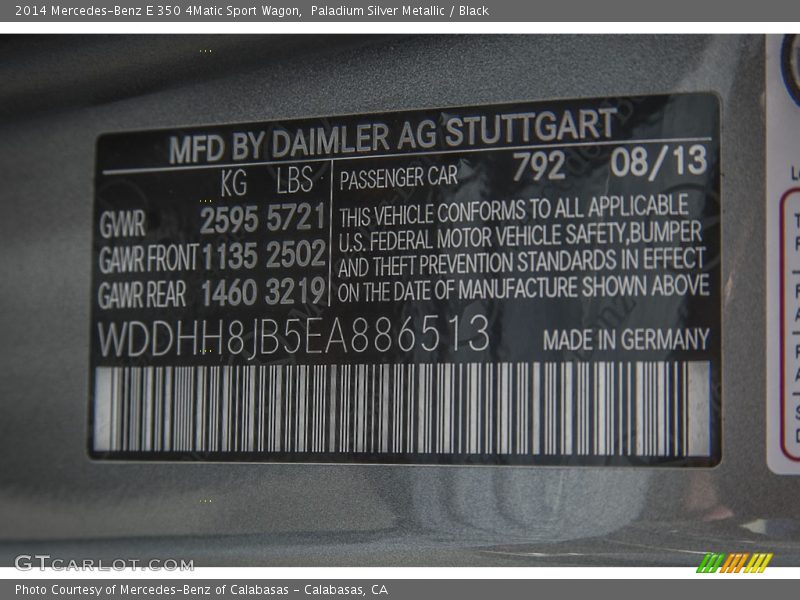 2014 Mercedes-Benz E 350 4Matic Sport Wagon,  Paladium Silver Metallic / Black
MFD BY DAIMLER AG STUTTGART
KG LBS PASSENGER CAR 792 08/13
GVWR 2595 5721 THIS VEHICLE CONFORMS TO ALL APPLICABLE
GAWR FRONT 1135 2502 U.S. FEDERAL MOTOR VEHICLE SAFETY,BUMPER
AND THEFT PREVENTION STANDARDS IN EFFECT
GAWR REAR 1460 3219 ON THE DATE OF MANUFACTURE SHOWN ABOVE
WDDHH8JB5EA886513 MADE IN GERMANY
GTCARLOT.COM
Photo Courtesy of Mercedes-Benz of Calabasas - Calabasas, CA